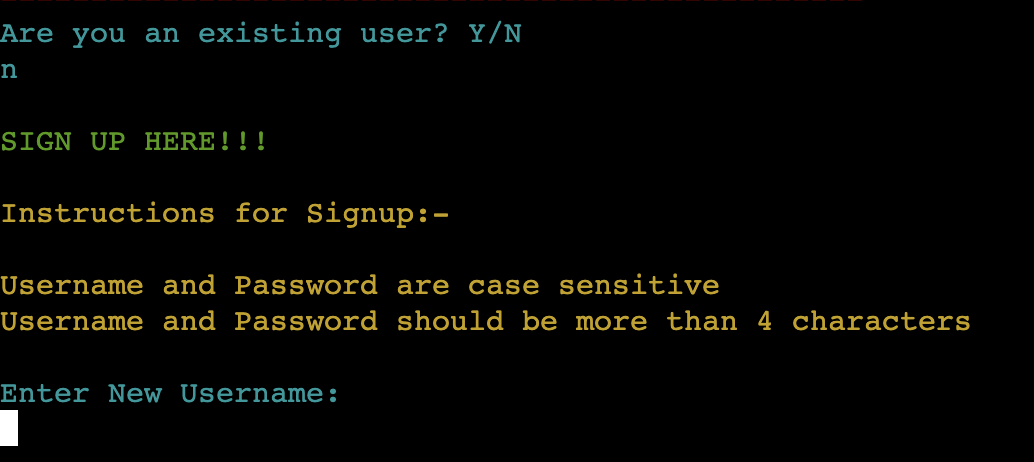 Are you an existing user? Y/N
n
SIGN UP HERE!!!
Instructions for Signup:-
Username and Password are case sensitive
Username and Password should be more than 4 characters
Enter New Username: